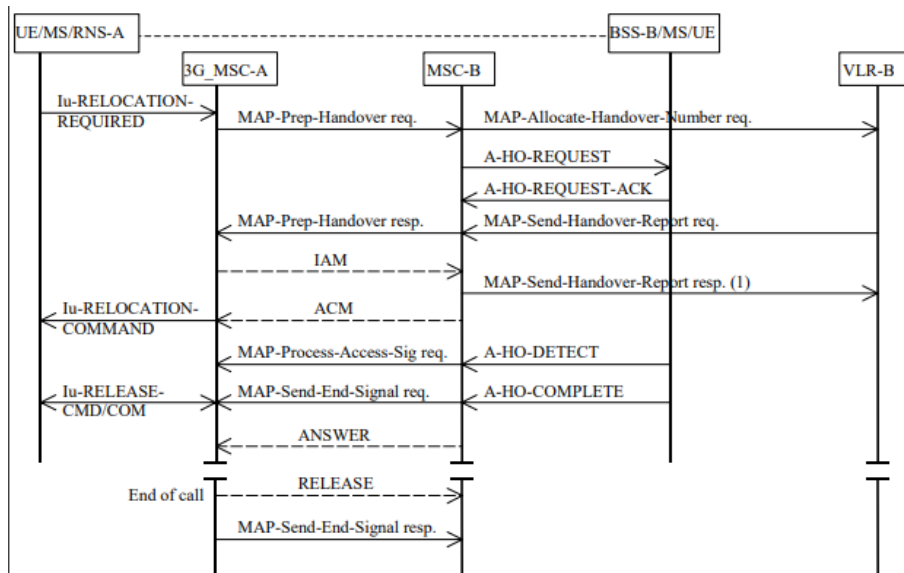 UE/MS/RNS-A
BSS-B/MS/UE
3G_MSC-A
MSC-B
VLR-B
Iu-RELOCATION-
REQUIRED
MAP-Prep-Handover req.
MAP-Allocate-Handover-Number req.
A-HO-REQUEST
A-HO-REQUEST-ACK
MAP-Prep-Handover resp.
MAP-Send-Handover-Report req.
IAM
MAP-Send-Handover-Report resp. (1)
Iu-RELOCATION-
COMMAND
ACM
MAP-Process-Access-Sig req.
A-HO-DETECT
Iu-RELEASE-
CMD/COM
MAP-Send-End-Signal req.
A-HO-COMPLETE
ANSWER
End of call
RELEASE
MAP-Send-End-Signal resp.